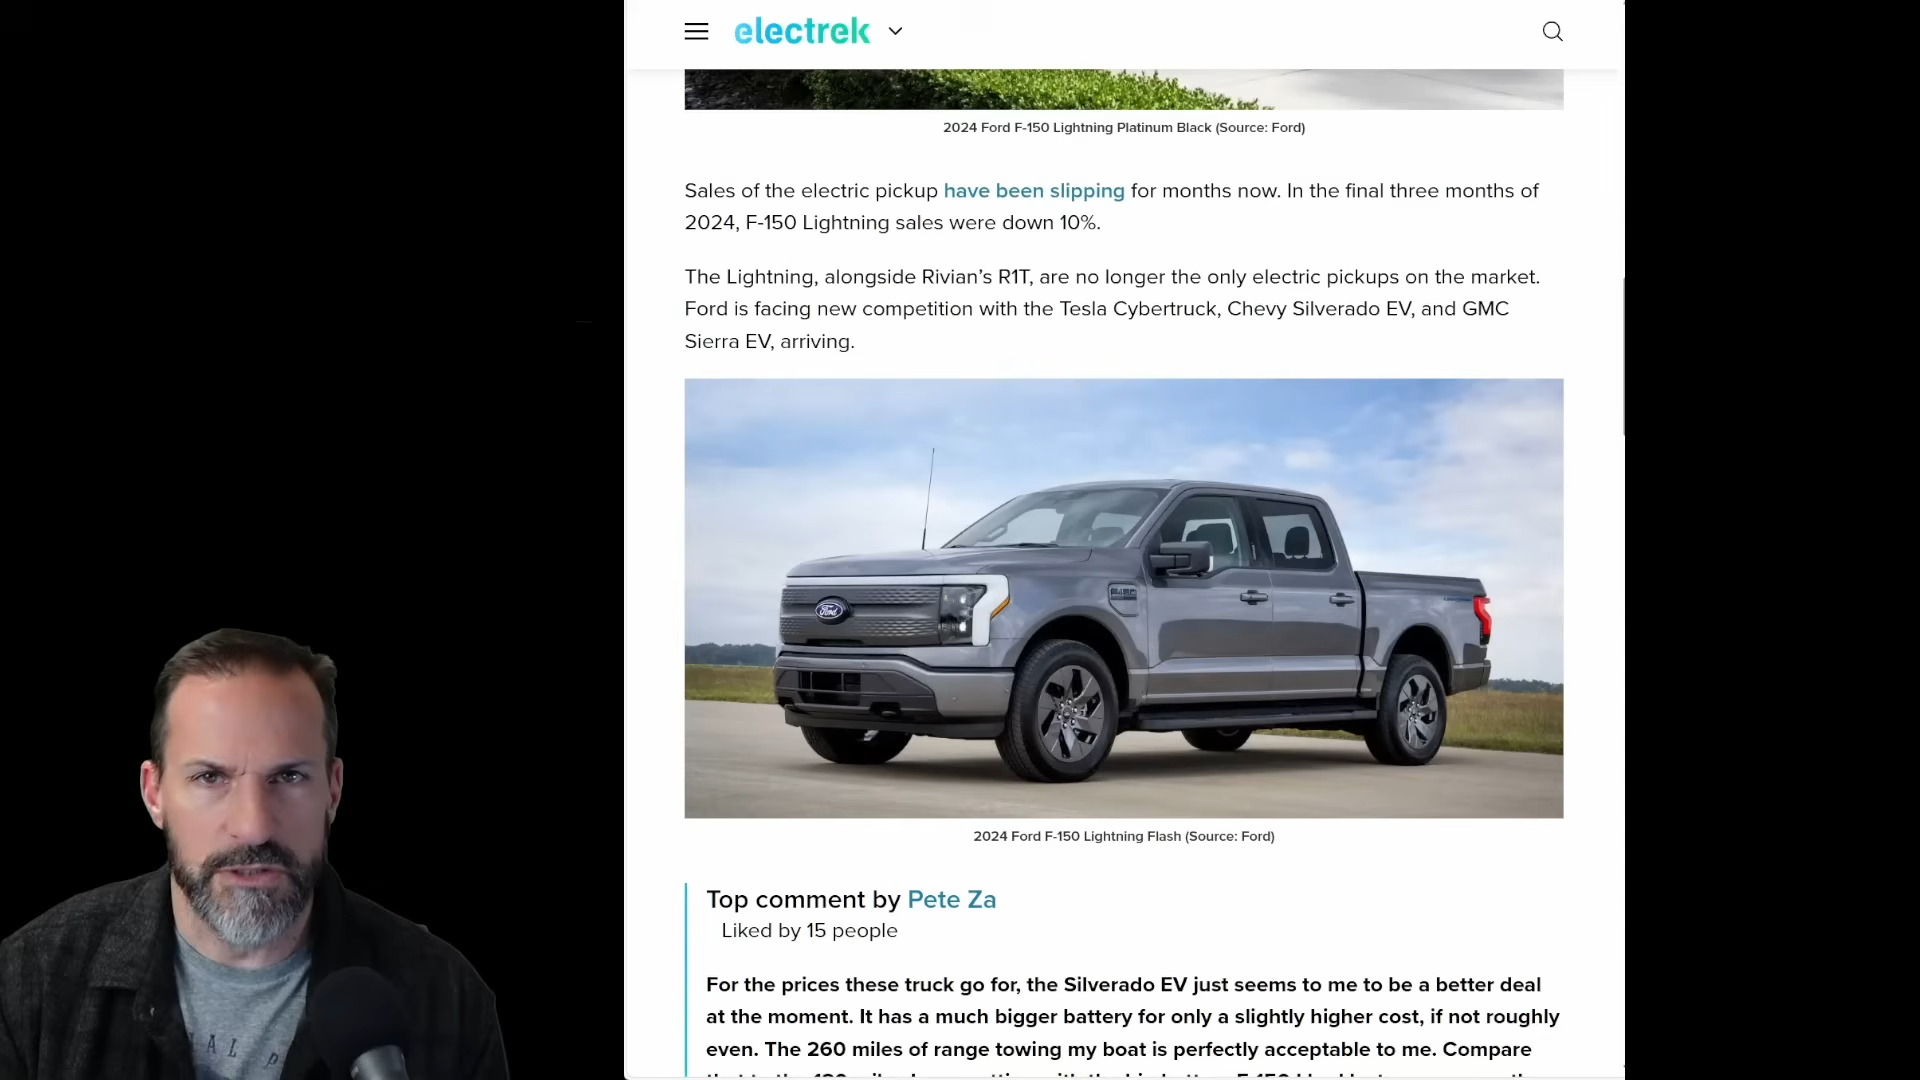 electrek
2024 Ford F-150 Lightning Platinum Black (Source: Ford)
Sales of the electric pickup have been slipping for months now. In the final three months of
2024, F-150 Lightning sales were down 10%.
The Lightning, alongside Rivian’s R1T, are no longer the only electric pickups on the market.
Ford is facing new competition with the Tesla Cybertruck, Chevy Silverado EV, and GMC
Sierra EV, arriving.
Ford
2024 Ford F-150 Lightning Flash (Source: Ford)
Top comment by Pete Za
Liked by 15 people
For the prices these truck go for, the Silverado EV just seems to me to be a better deal
at the moment. It has a much bigger battery for only a slightly higher cost, if not roughly
even. The 260 miles of range towing my boat is perfectly acceptable to me. Compare